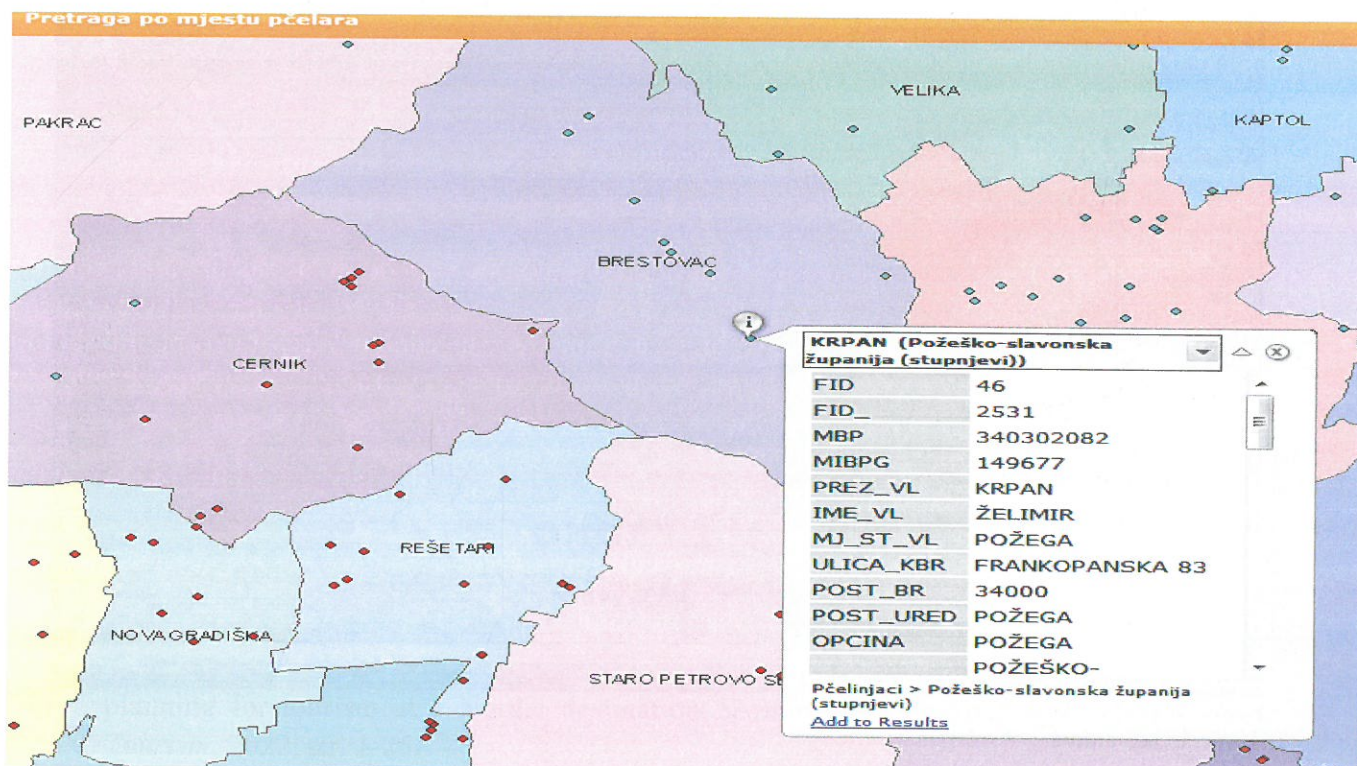 Pretraga po mjestu pčelara
VELIKA
PAKRAC
KAPTOL
BRESTOVAC
CERNIK
i
KRPAN (Požeško-slavonska
županija (stupnjevi))
FID 46
FID_ 2531
MBP 340302082
MIBPG 149677
PREZ_VL KRPAN
IME_VL ŽELIMIR
MJ_ST_VL POŽEGA
ULICA_KBR FRANKOPANSKA 83
POST_BR 34000
POST_URED POŽEGA
OPCINA POŽEGA
POŽEŠKO-
Pčelinjaci > Požeško-slavonska županija
(stupnjevi)
Add to Results
REŠETARI
NOVA GRADIŠKA
STARO PETROVO SE